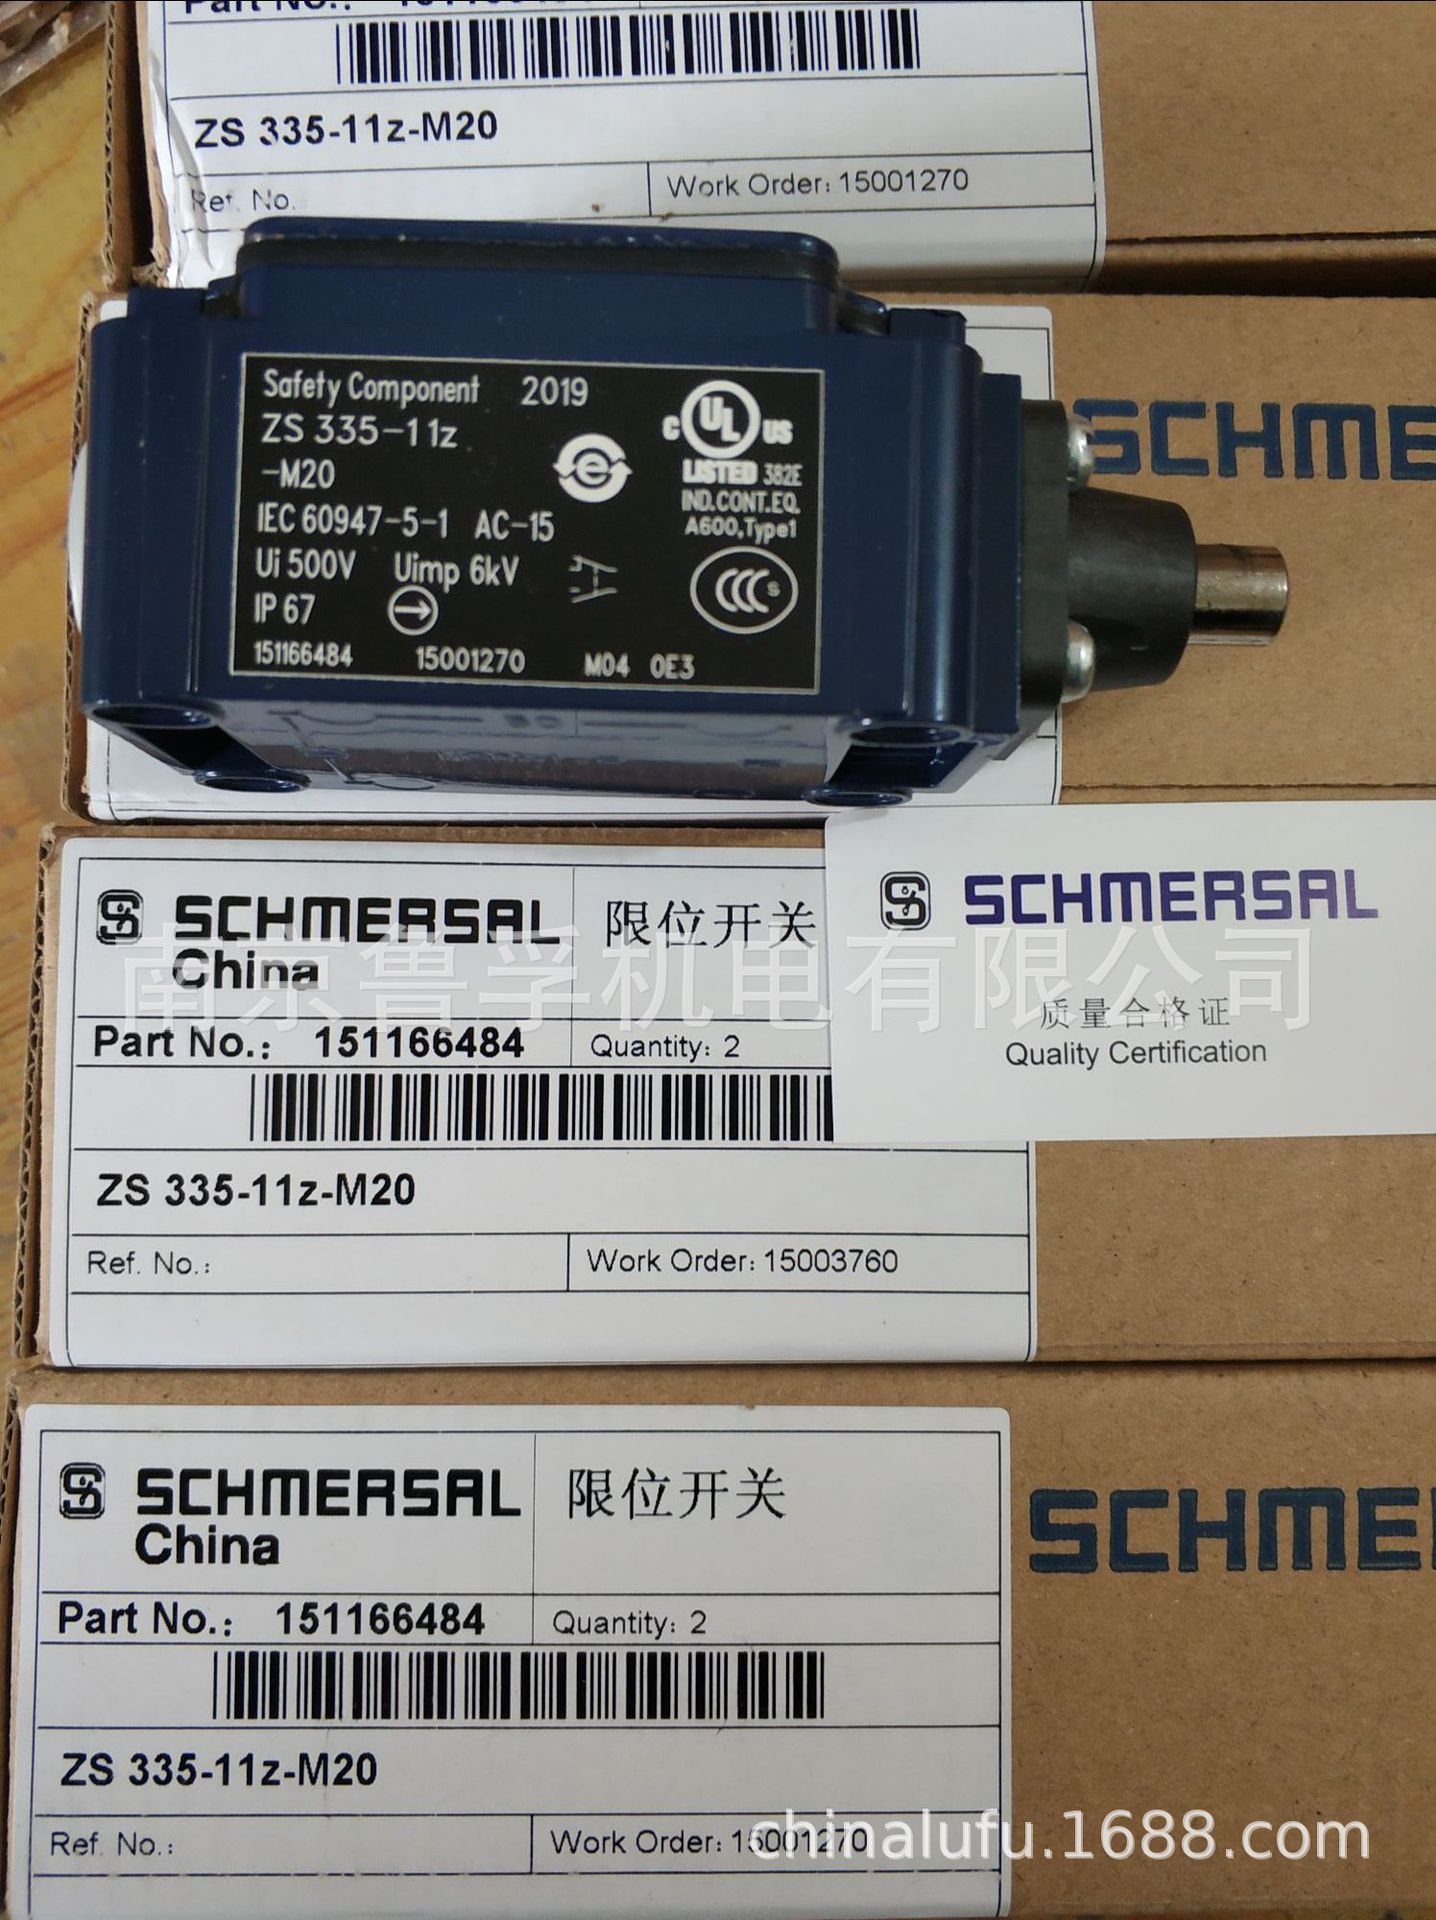 Part No.:
ZS 335-11z-M20
Ref. No.
Work Order: 15001270
Safety Component 2019
ZS 335-11z
-M20
IEC 60947-5-1 AC-15
Ui 500V Uimp 6kV
IP 67
151166484 15001270 M04 0E3
C UL US
LISTED 382E
IND.CONT.EQ.
A600,Type1
CCC S
SCHME
SCHMERSAL
质量合格证
Quality Certification
SCHMERSAL
China
限位开关
南京鲁孚机电有限公司
Part No.: 151166484
Quantity: 2
ZS 335-11z-M20
Ref. No.:
Work Order: 15003760
SCHMERSAL
China
限位开关
SCHME
Part No.: 151166484
Quantity: 2
ZS 335-11z-M20
Ref. No.:
Work Order: 15001270
chinalufu.1688.com